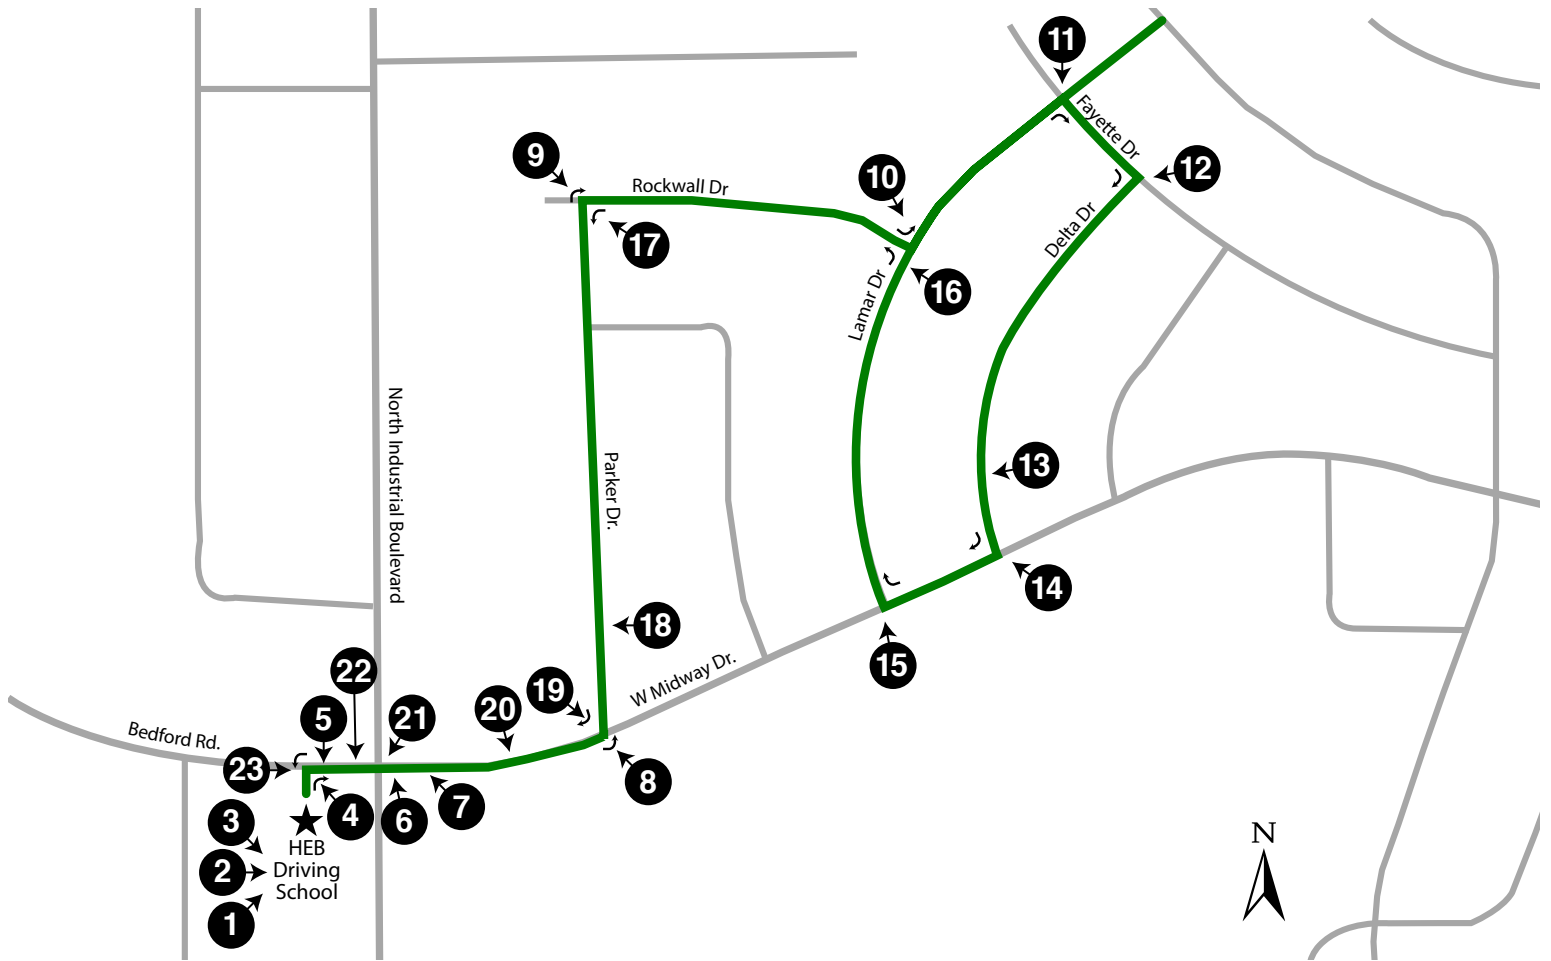 11
Fayette Dr
9
10
12
Rockwall Dr
17
Delta Dr
16
Lamar Dr
North Industrial Boulevard
Parker Dr.
13
14
18
15
22
W Midway Dr.
19
5
21
20
Bedford Rd.
23
8
7
3
4
6
N
HEB
Driving
School
2
1